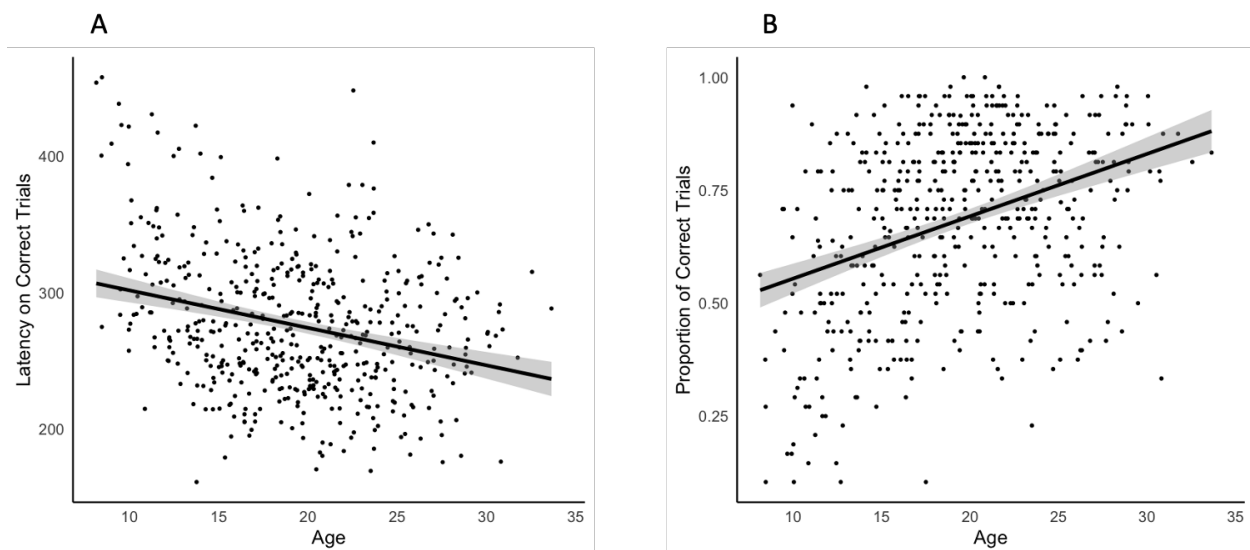 A
Latency on Correct Trials
400
300
200
10 15 20 25 30 35
Age
B
Proportion of Correct Trials
1.00
0.75
0.50
0.25
10 15 20 25 30 35
Age